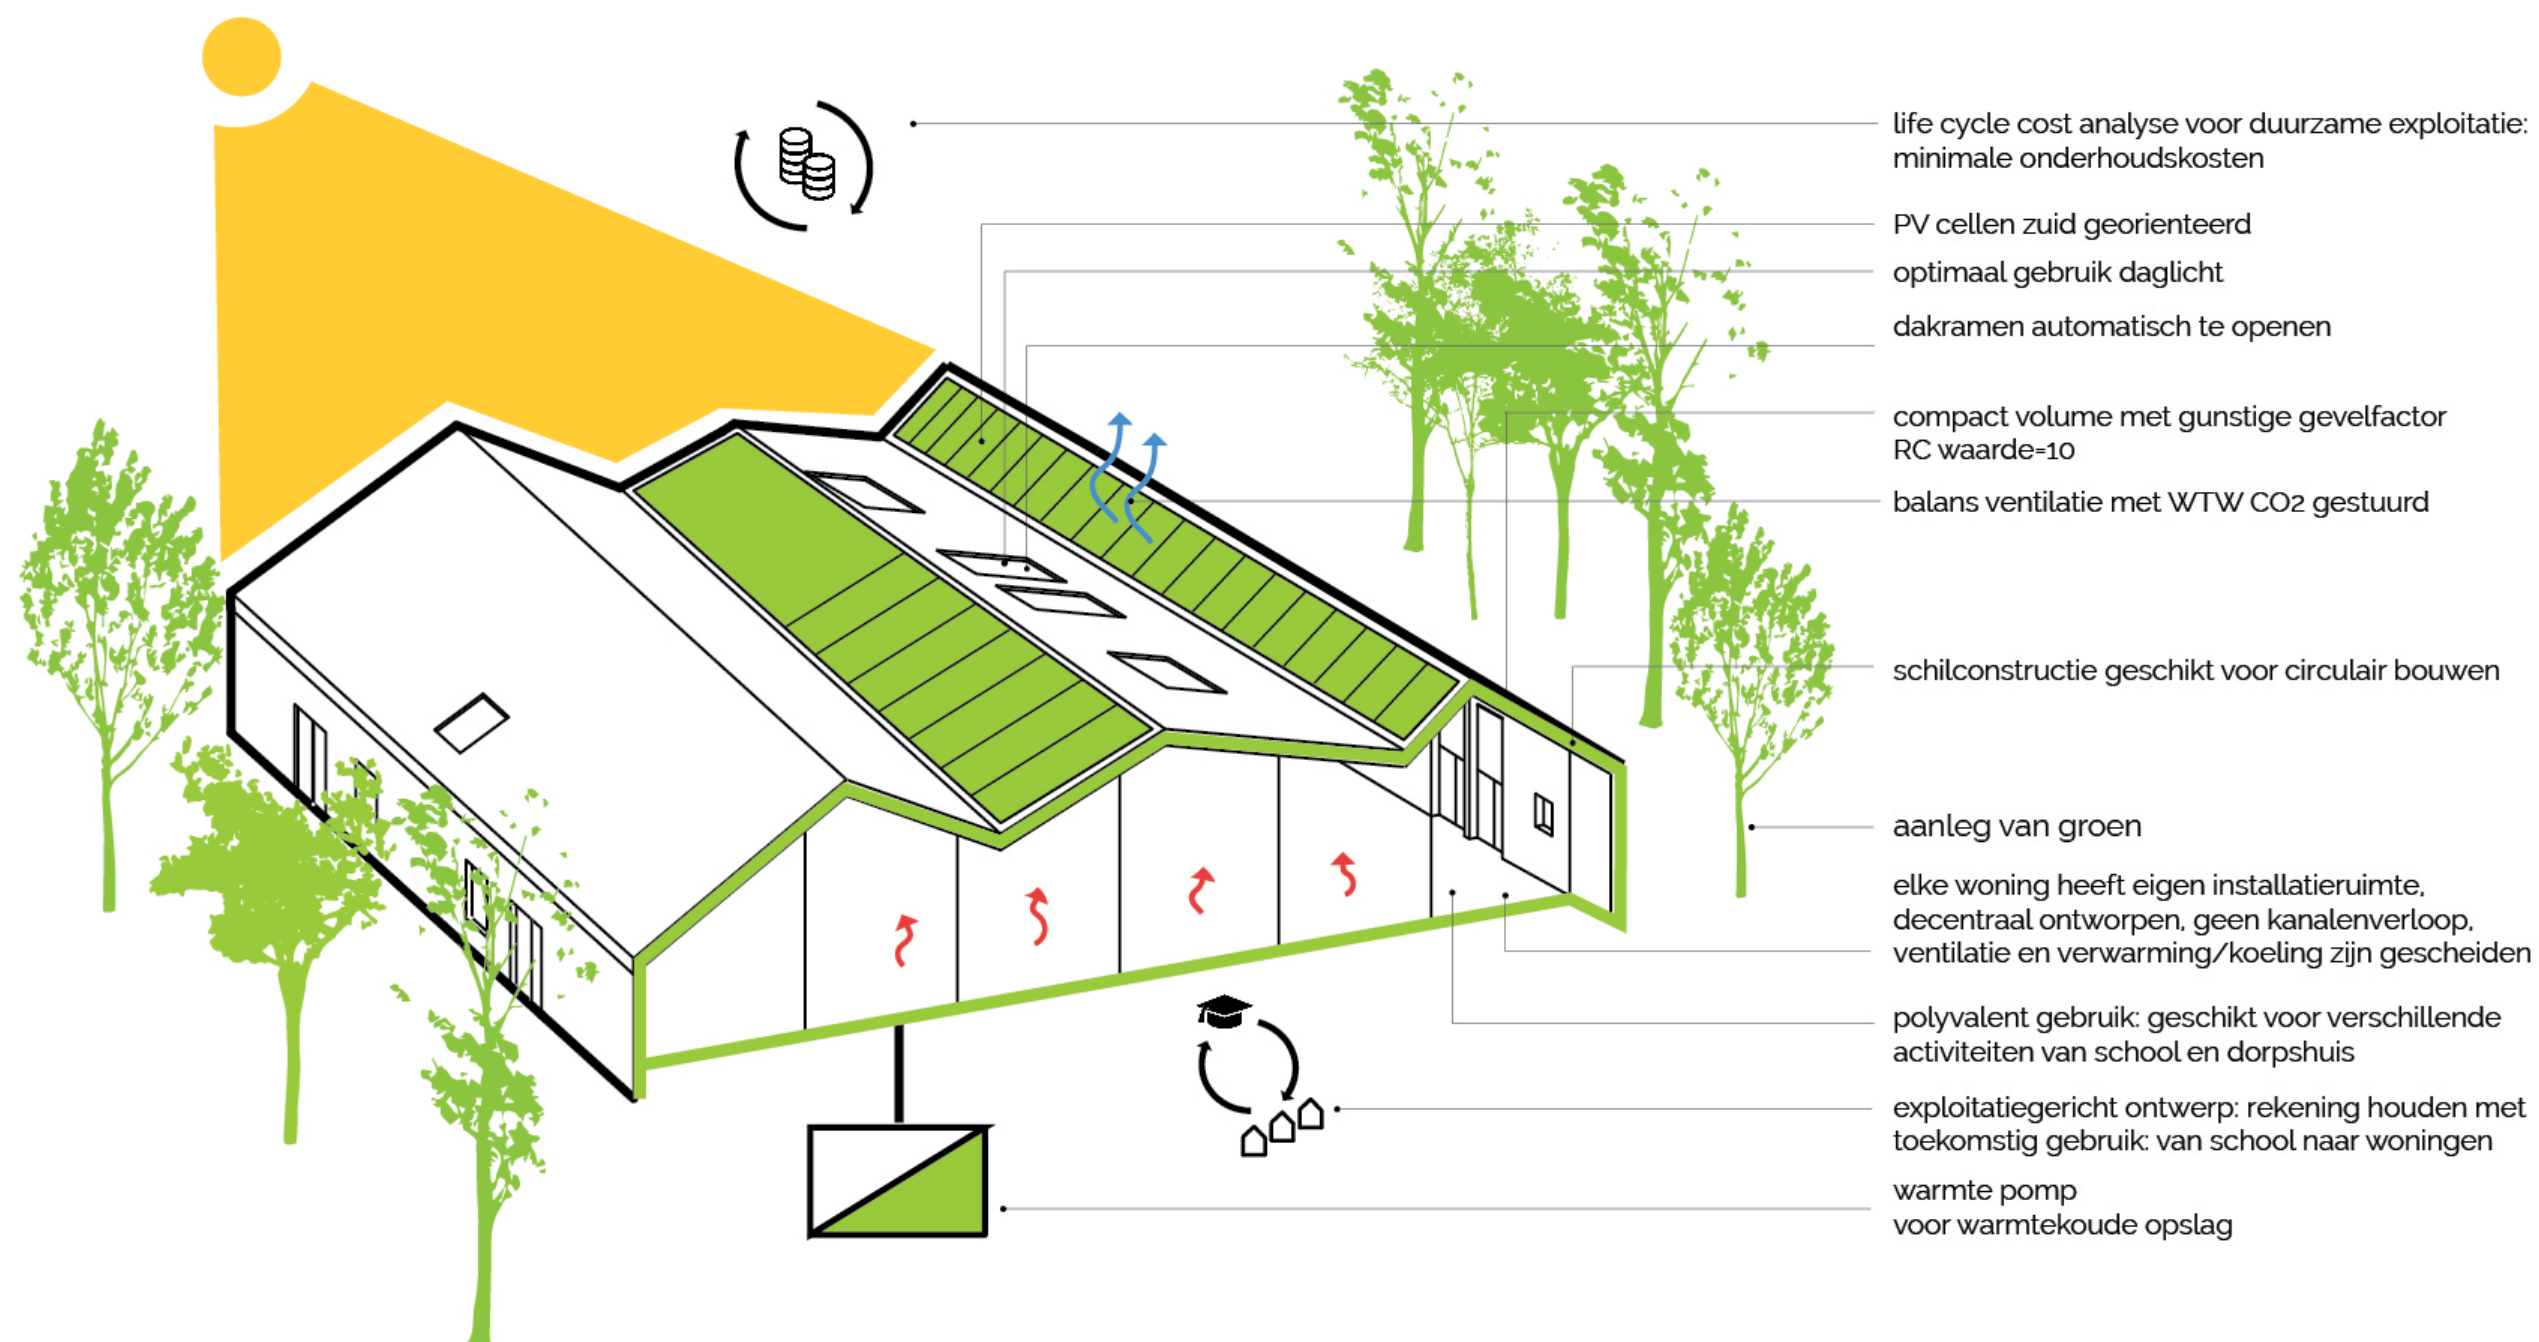 life cycle cost analyse voor duurzame exploitatie:
minimale onderhoudskosten
PV cellen zuid georienteerd
optimaal gebruik daglicht
dakramen automatisch te openen
compact volume met gunstige gevelfactor
RC waarde=10
balans ventilatie met WTW CO2 gestuurd
schilconstructie geschikt voor circulair bouwen
aanleg van groen
elke woning heeft eigen installatieruimte,
decentraal ontworpen, geen kanalenverloop,
ventilatie en verwarming/koeling zijn gescheiden
polyvalent gebruik: geschikt voor verschillende
activiteiten van school en dorpshuis
exploitatiegericht ontwerp: rekening houden met
toekomstig gebruik: van school naar woningen
warmte pomp
voor warmtekoude opslag